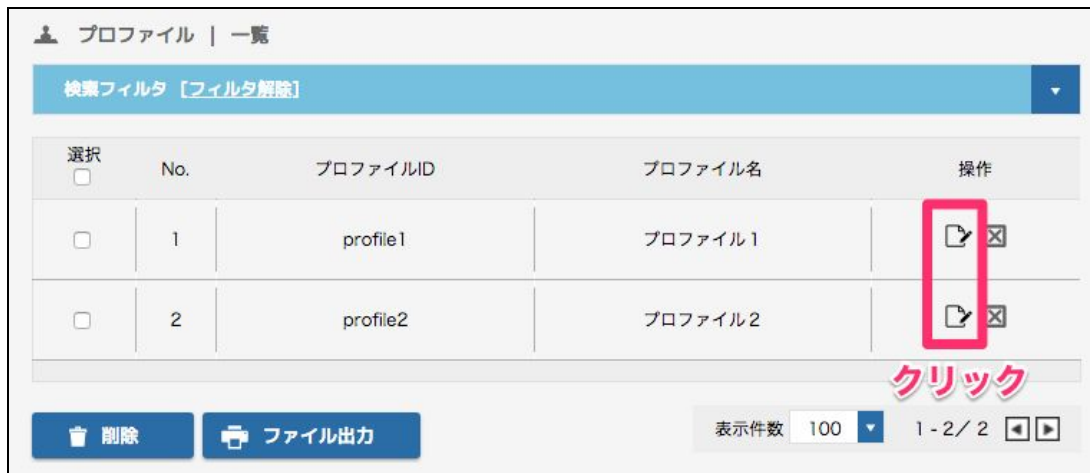 プロファイル | 一覧
検索フィルタ [フィルタ解除]
選択 No. プロファイルID プロファイル名 操作
1 profile1 プロファイル1
2 profile2 プロファイル2
クリック
削除 ファイル出力 表示件数 100 1 - 2/ 2